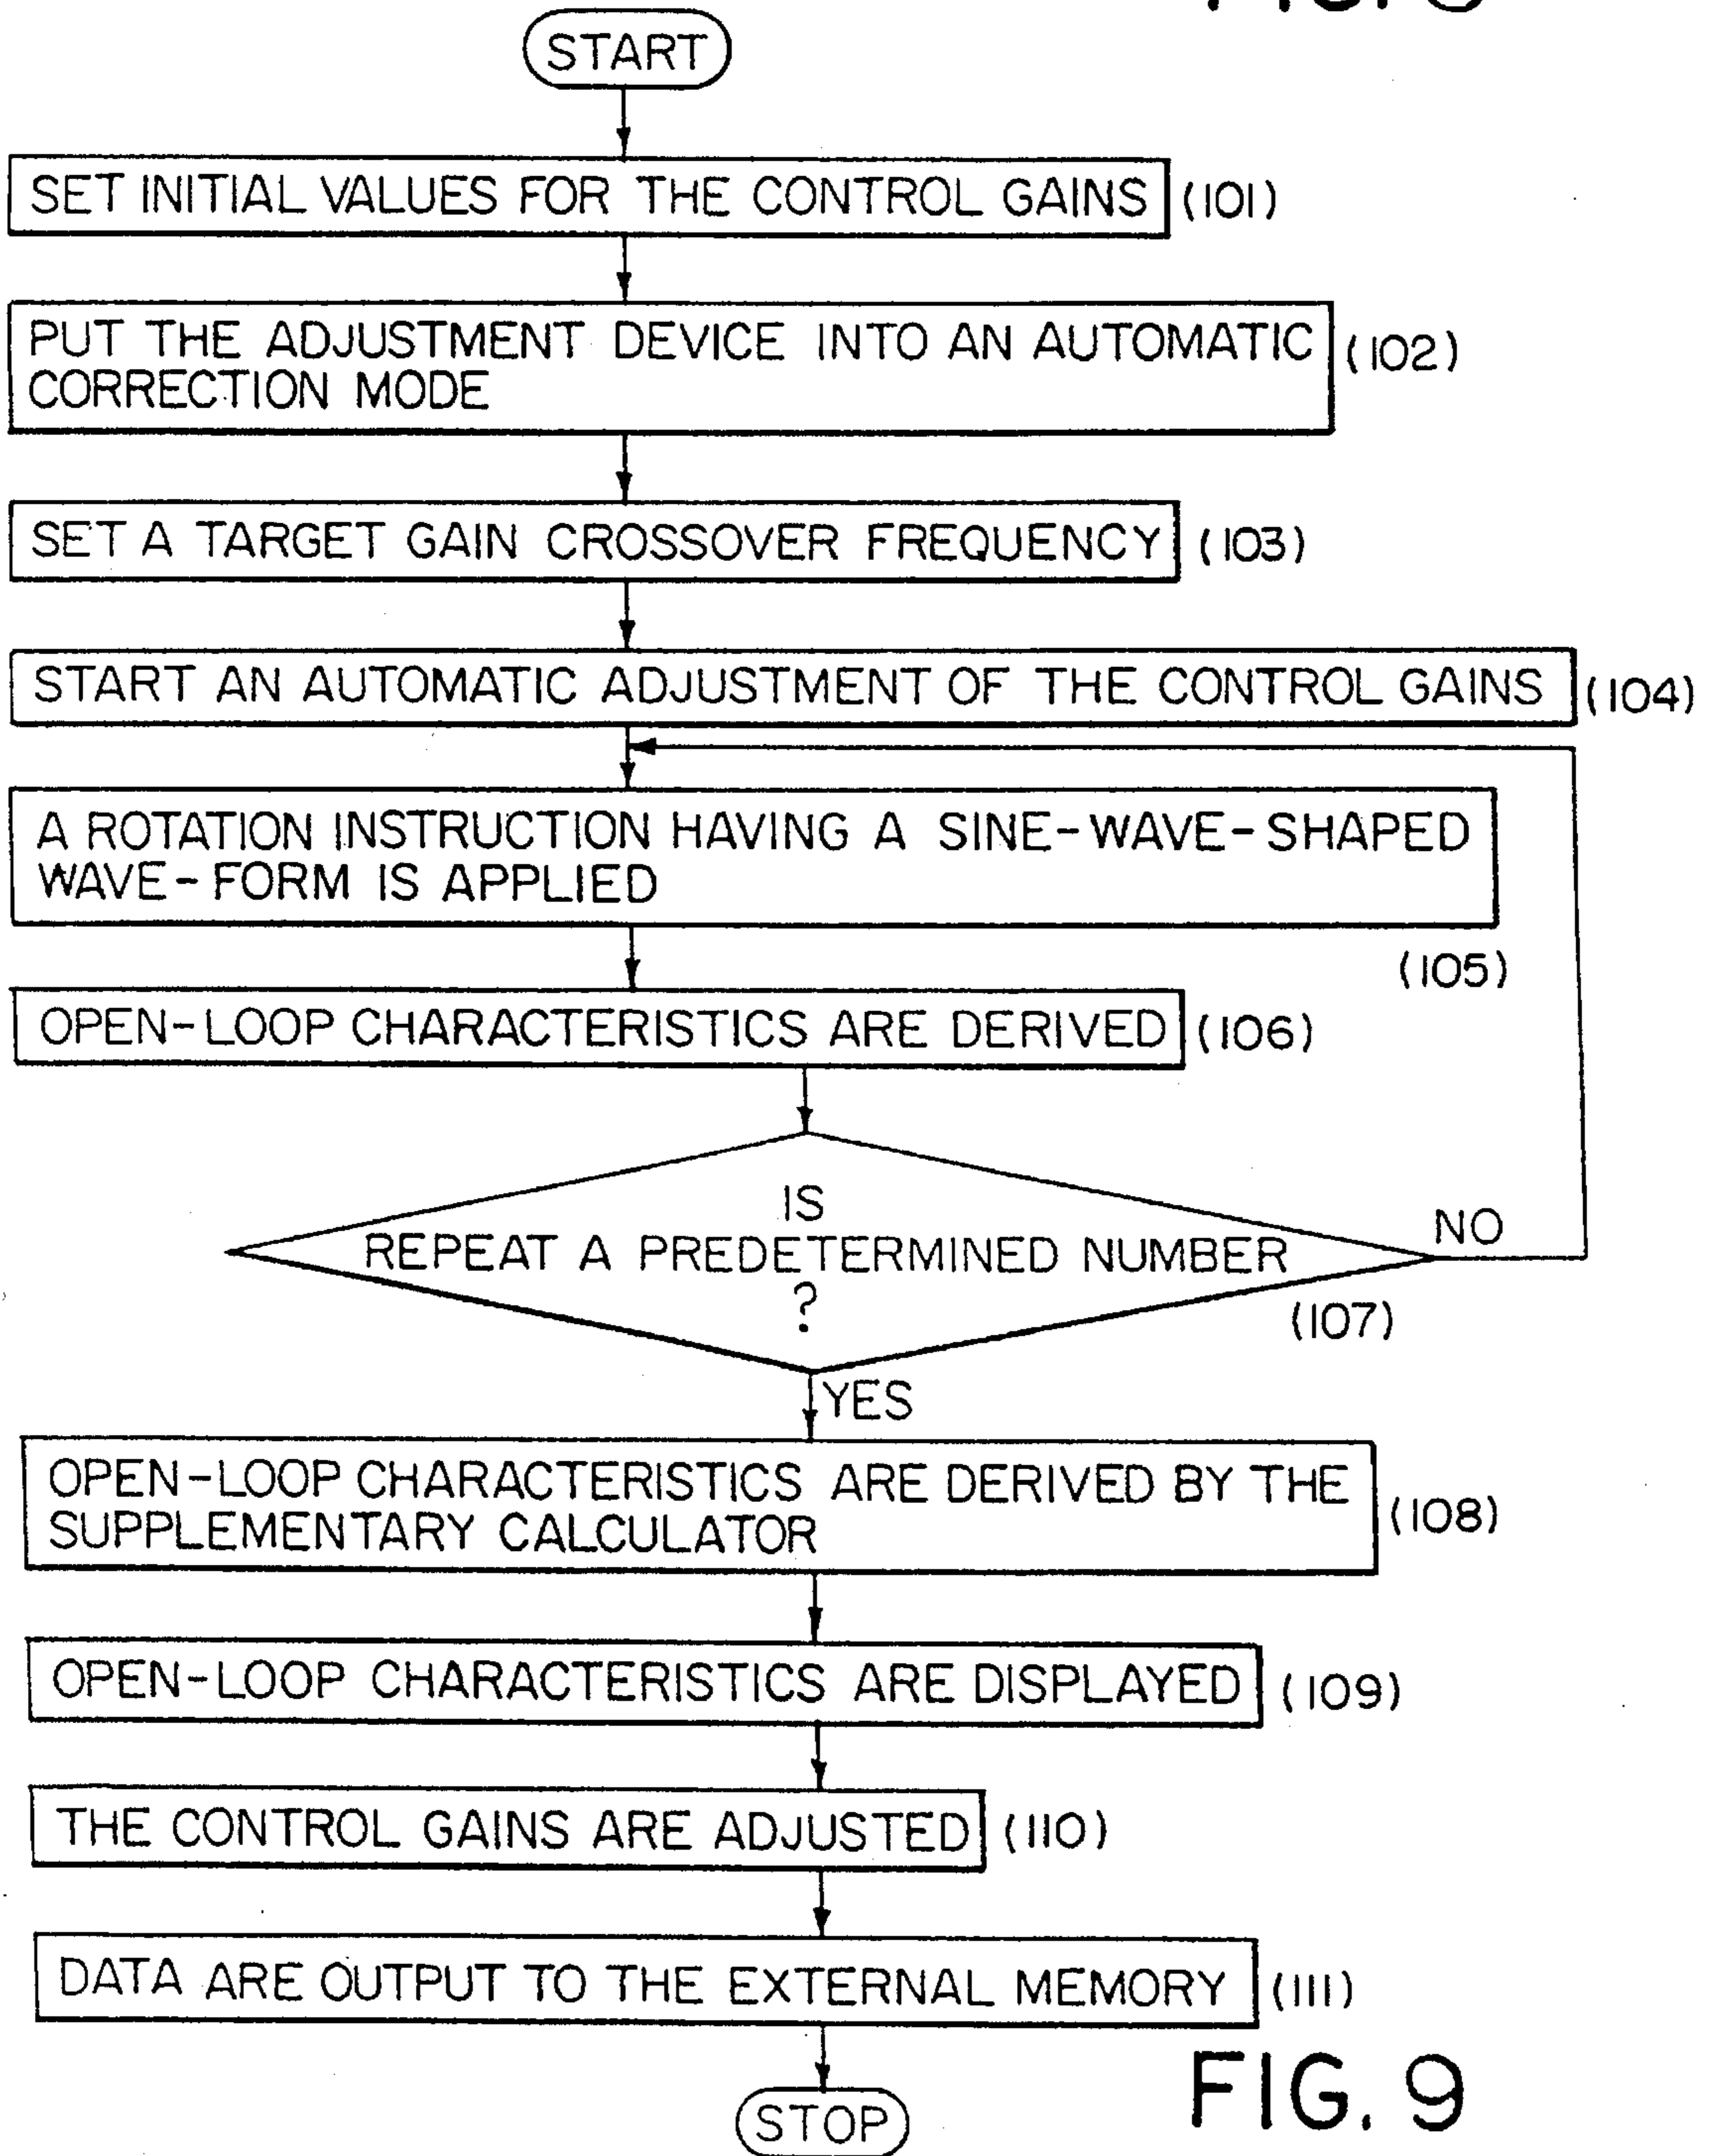 START
SET INITIAL VALUES FOR THE CONTROL GAINS (101)
PUT THE ADJUSTMENT DEVICE INTO AN AUTOMATIC
CORRECTION MODE
(102)
SET A TARGET GAIN CROSSOVER FREQUENCY (103)
START AN AUTOMATIC ADJUSTMENT OF THE CONTROL GAINS (104)
A ROTATION INSTRUCTION HAVING A SINE-WAVE-SHAPED
WAVE-FORM IS APPLIED
(105)
OPEN-LOOP CHARACTERISTICS ARE DERIVED (106)
IS
REPEAT A PREDETERMINED NUMBER
?
NO
(107)
YES
OPEN-LOOP CHARACTERISTICS ARE DERIVED BY THE
SUPPLEMENTARY CALCULATOR
(108)
OPEN-LOOP CHARACTERISTICS ARE DISPLAYED (109)
THE CONTROL GAINS ARE ADJUSTED (110)
DATA ARE OUTPUT TO THE EXTERNAL MEMORY (111)
STOP
FIG. 9